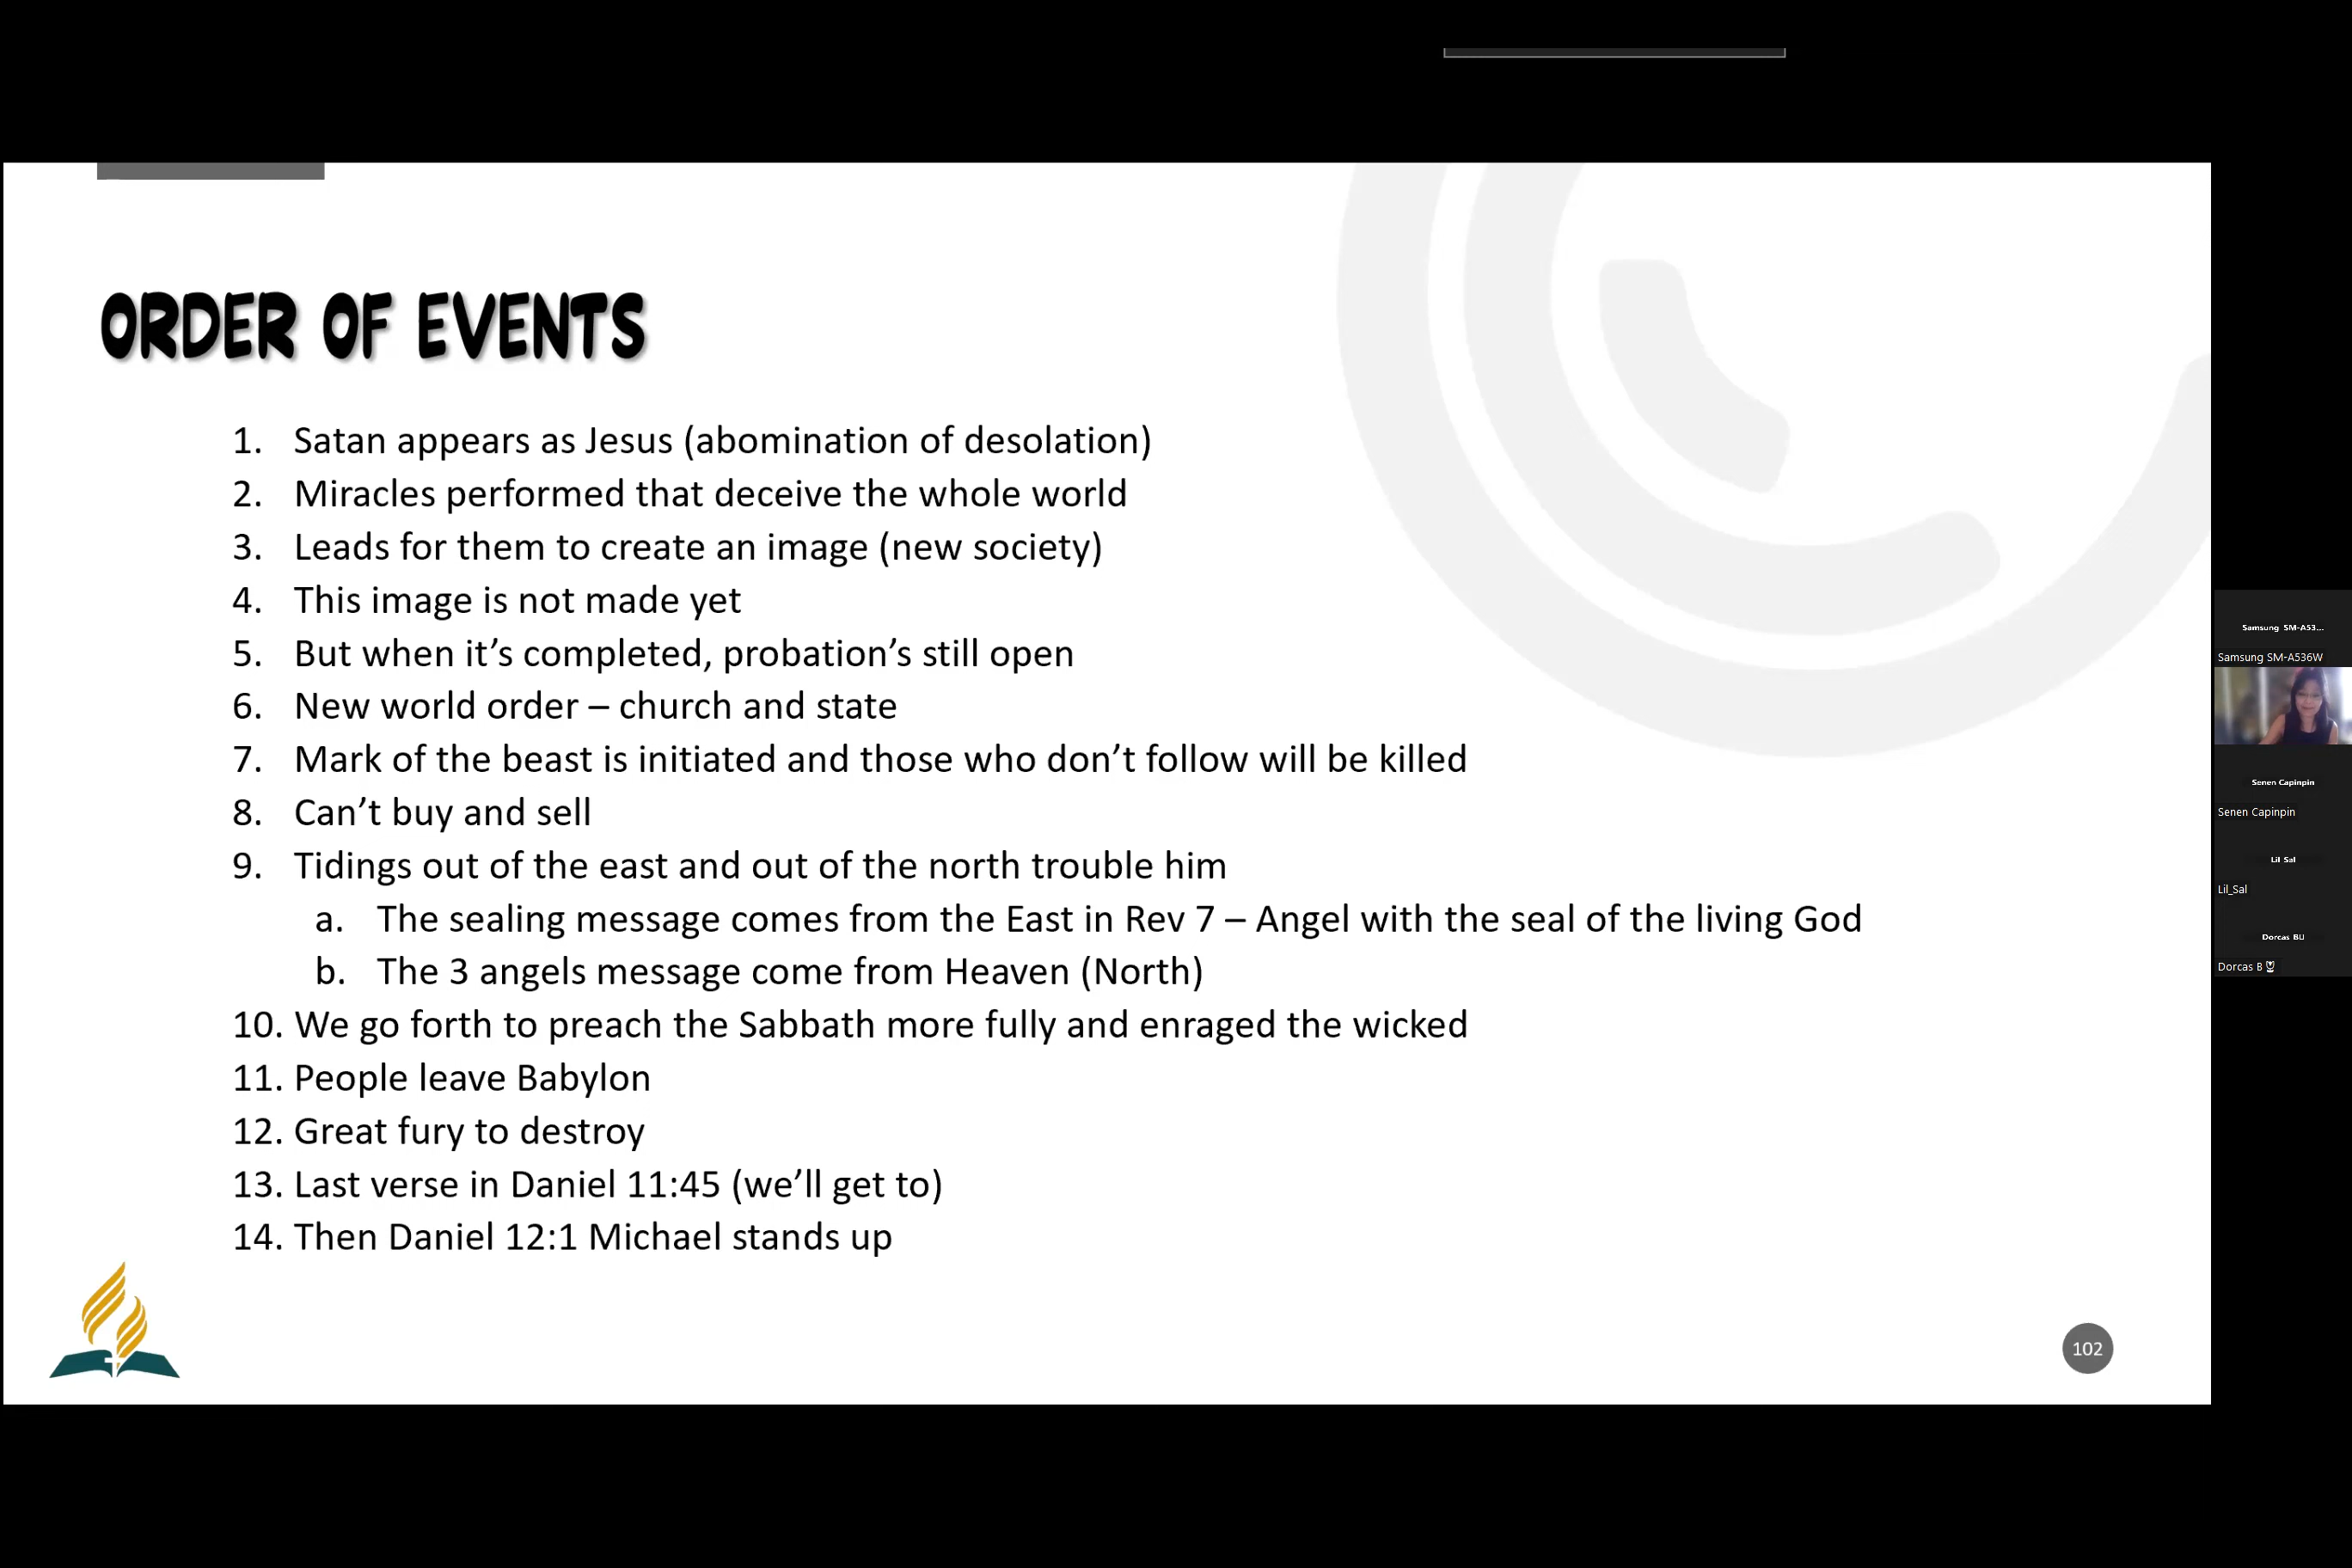 ORDER OF EVENTS
1. Satan appears as Jesus (abomination of desolation)
2. Miracles performed that deceive the whole world
3. Leads for them to create an image (new society)
4. This image is not made yet
5. But when it’s completed, probation’s still open
6. New world order – church and state
7. Mark of the beast is initiated and those who don’t follow will be killed
8. Can’t buy and sell
9. Tidings out of the east and out of the north trouble him
a. The sealing message comes from the East in Rev 7 – Angel with the seal of the living God
b. The 3 angels message come from Heaven (North)
10. We go forth to preach the Sabbath more fully and enraged the wicked
11. People leave Babylon
12. Great fury to destroy
13. Last verse in Daniel 11:45 (we’ll get to)
14. Then Daniel 12:1 Michael stands up
102
Samsung SM-A53...
Samsung SM-A536W
Senen Capinpin
Senen Capinpin
Lil Sal
Lil_Sal
Dorcas B
Dorcas B